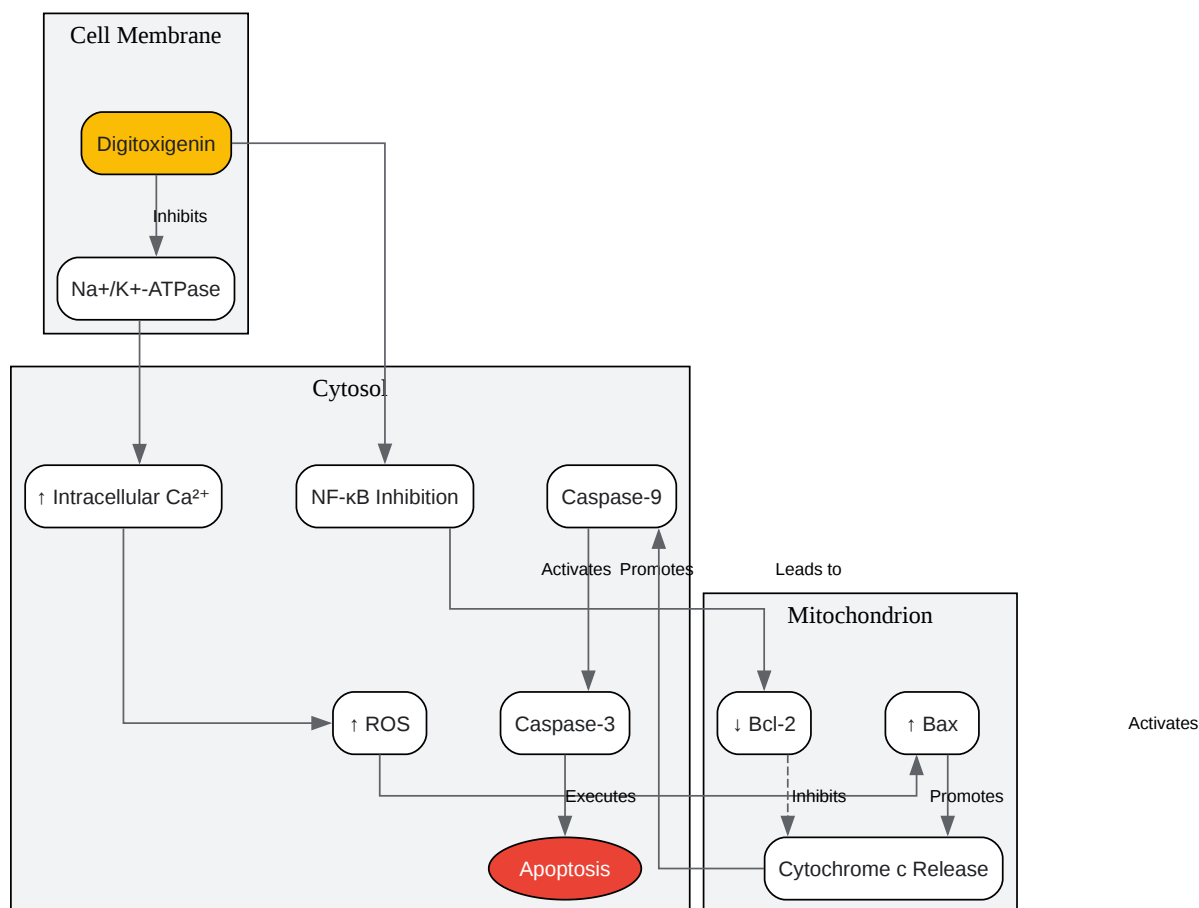 Cell Membrane
Digitoxigenin
Inhibits
Na+/K+-ATPase
Cytosol
↑ Intracellular Ca²⁺
NF-κB Inhibition
Caspase-9
Activates
Promotes
Leads to
Mitochondrion
↑ ROS
Caspase-3
↓ Bcl-2
↑ Bax
Activates
Executes
Inhibits
Promotes
Apoptosis
Cytochrome c Release